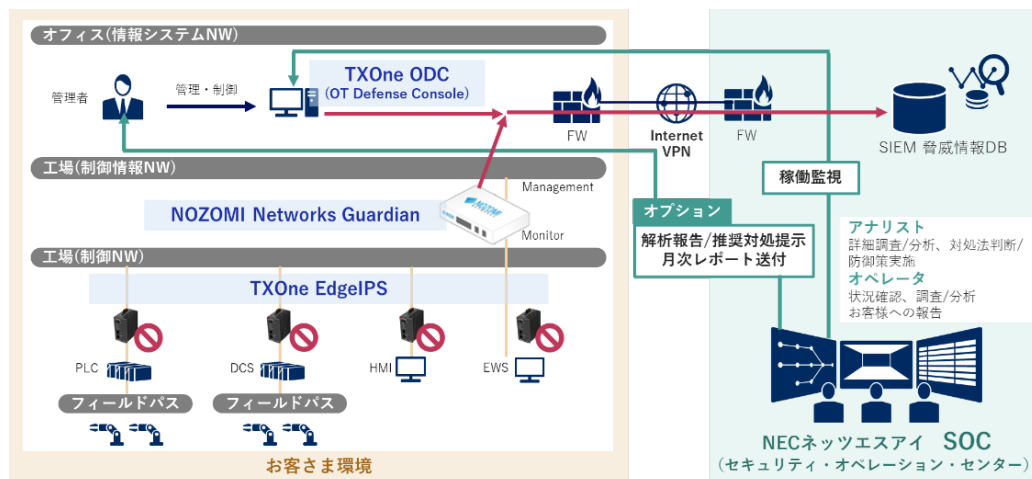 オフィス(情報システムNW)
管理者
管理・制御
TXOne ODC
(OT Defense Console)
FW
Internet
VPN
FW
SIEM 脅威情報DB
工場(制御情報NW)
Management
NOZOMI Networks Guardian
NOZOMI
Monitor
稼働監視
オプション
解析報告/推奨対処提示
月次レポート送付
アナリスト
詳細調査/分析、対処法判断/
防御策実施
オペレータ
状況確認、調査/分析
お客様への報告
工場(制御NW)
TXOne EdgeIPS
PLC
DCS
HMI
EWS
フィールドパス
フィールドパス
お客さま環境
NECネッツエスアイ SOC
(セキュリティ・オペレーション・センター)